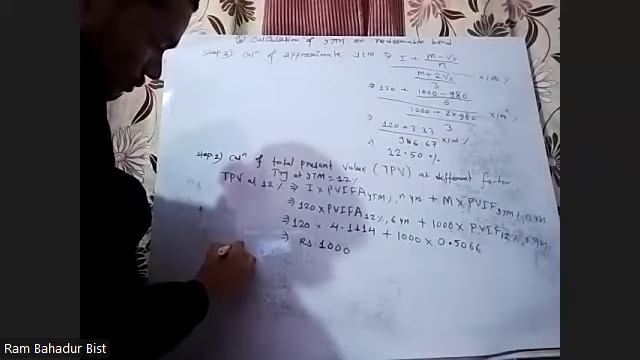 Calculation of YTM on Redeemable bond
Step 1) Calⁿ of approximate YTM ⇒ I + M - V₀ / n
M + 2V₀ / 3 × 100 %
⇒ 120 + 1000 - 980 / 6
1000 + 2 × 980 / 3 × 100 %
⇒ 120 + 3.33 / 986.67 × 100 %
⇒ 12.50 %
Step 2) Calⁿ of total present value (TPV) at different factor
Try at YTM = 12 %
TPV at 12 % ⇒ I × PVIFA YTM %, n yrs + M × PVIF YTM %, n yrs
⇒ 120 × PVIFA 12 %, 6 yrs + 1000 × PVIF 12 %, 6 yrs
⇒ 120 × 4.1114 + 1000 × 0.5066
⇒ RS. 1000
Ram Bahadur Bist